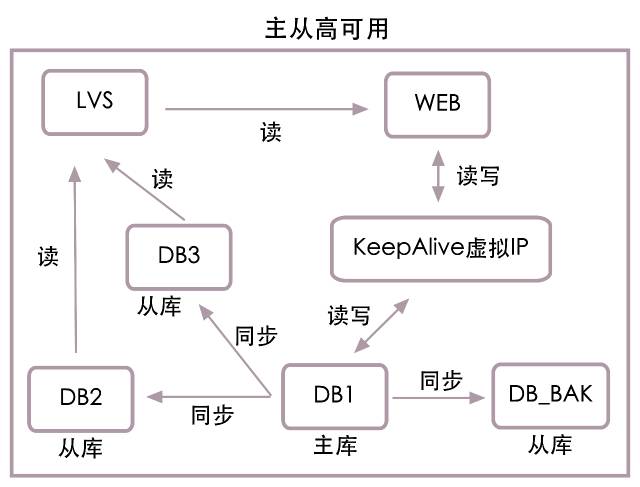 主从高可用
LVS
WEB
读
读
读写
DB3
KeepAlive虚拟IP
读
从库
读写
同步
DB2
同步
DB1
同步
DB_BAK
从库
主库
从库